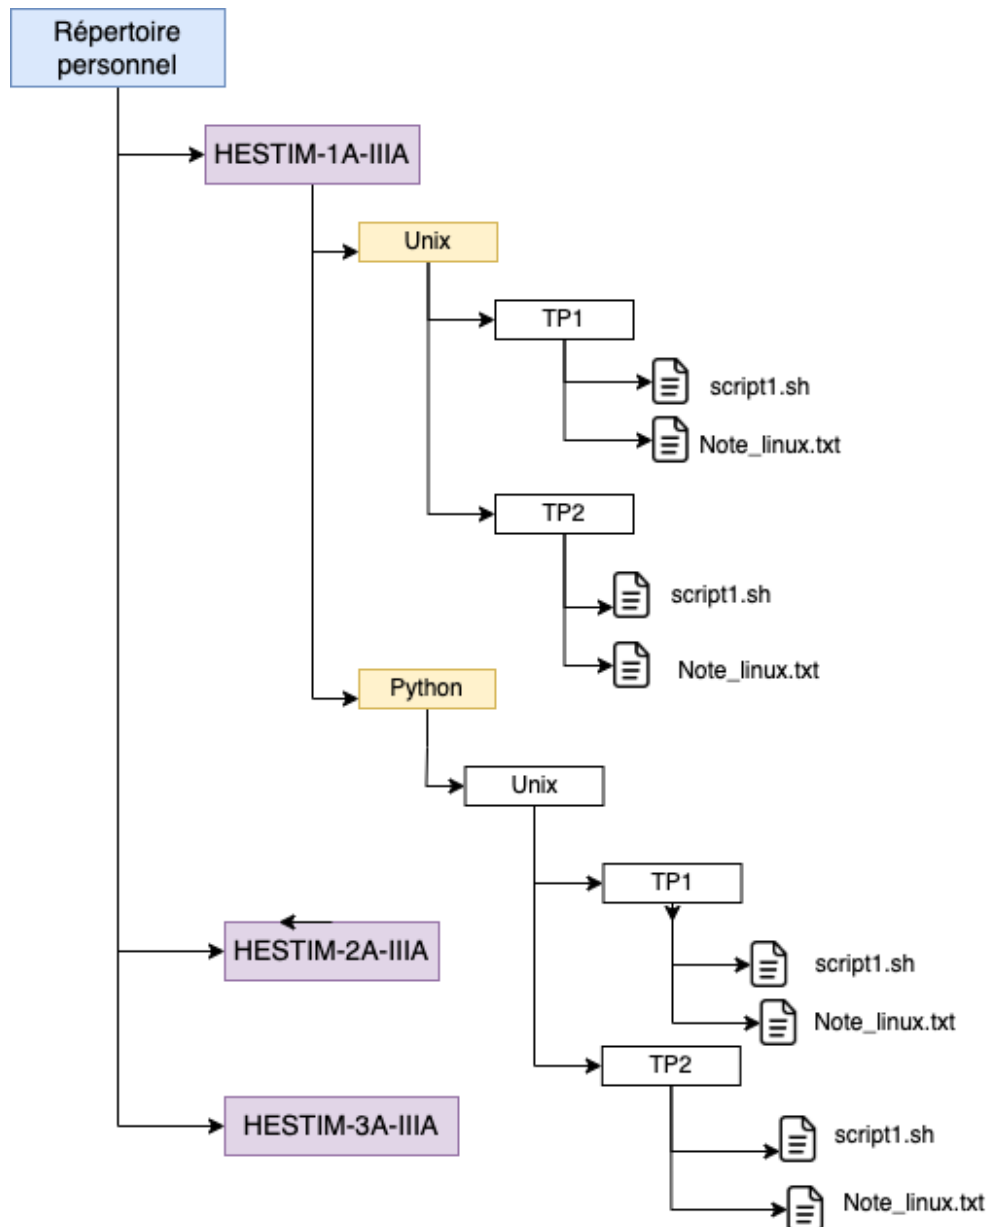 Répertoire
personnel
HESTIM-1A-IIIA
Unix
TP1
script1.sh
Note_linux.txt
TP2
script1.sh
Note_linux.txt
Python
Unix
TP1
HESTIM-2A-IIIA
script1.sh
Note_linux.txt
TP2
HESTIM-3A-IIIA
script1.sh
Note_linux.txt